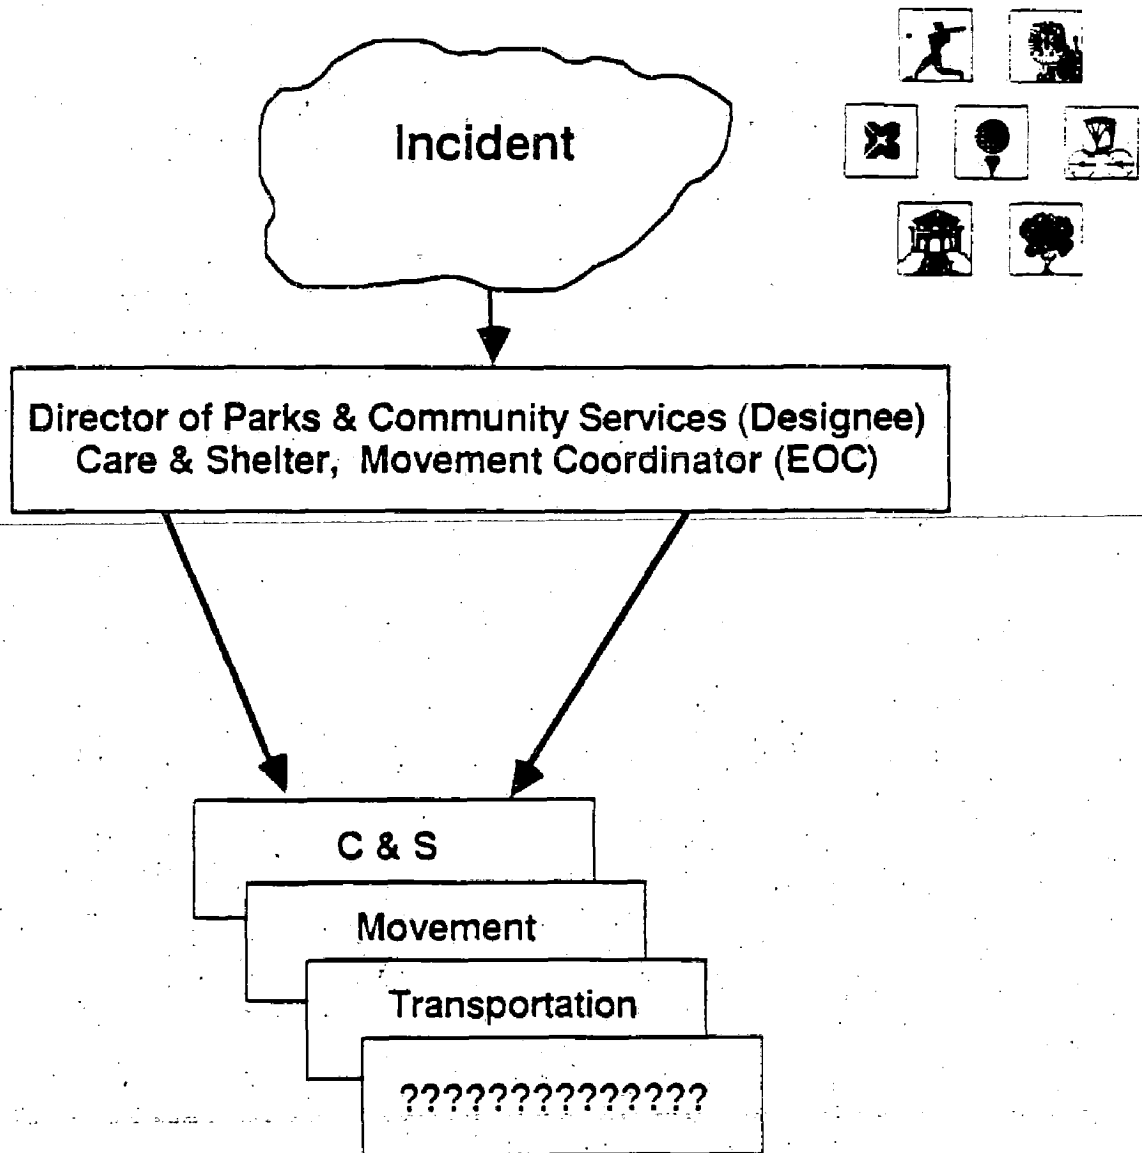 Incident
Director of Parks & Community Services (Designee)
Care & Shelter, Movement Coordinator (EOC)
C & S
Movement
Transportation
??????????????